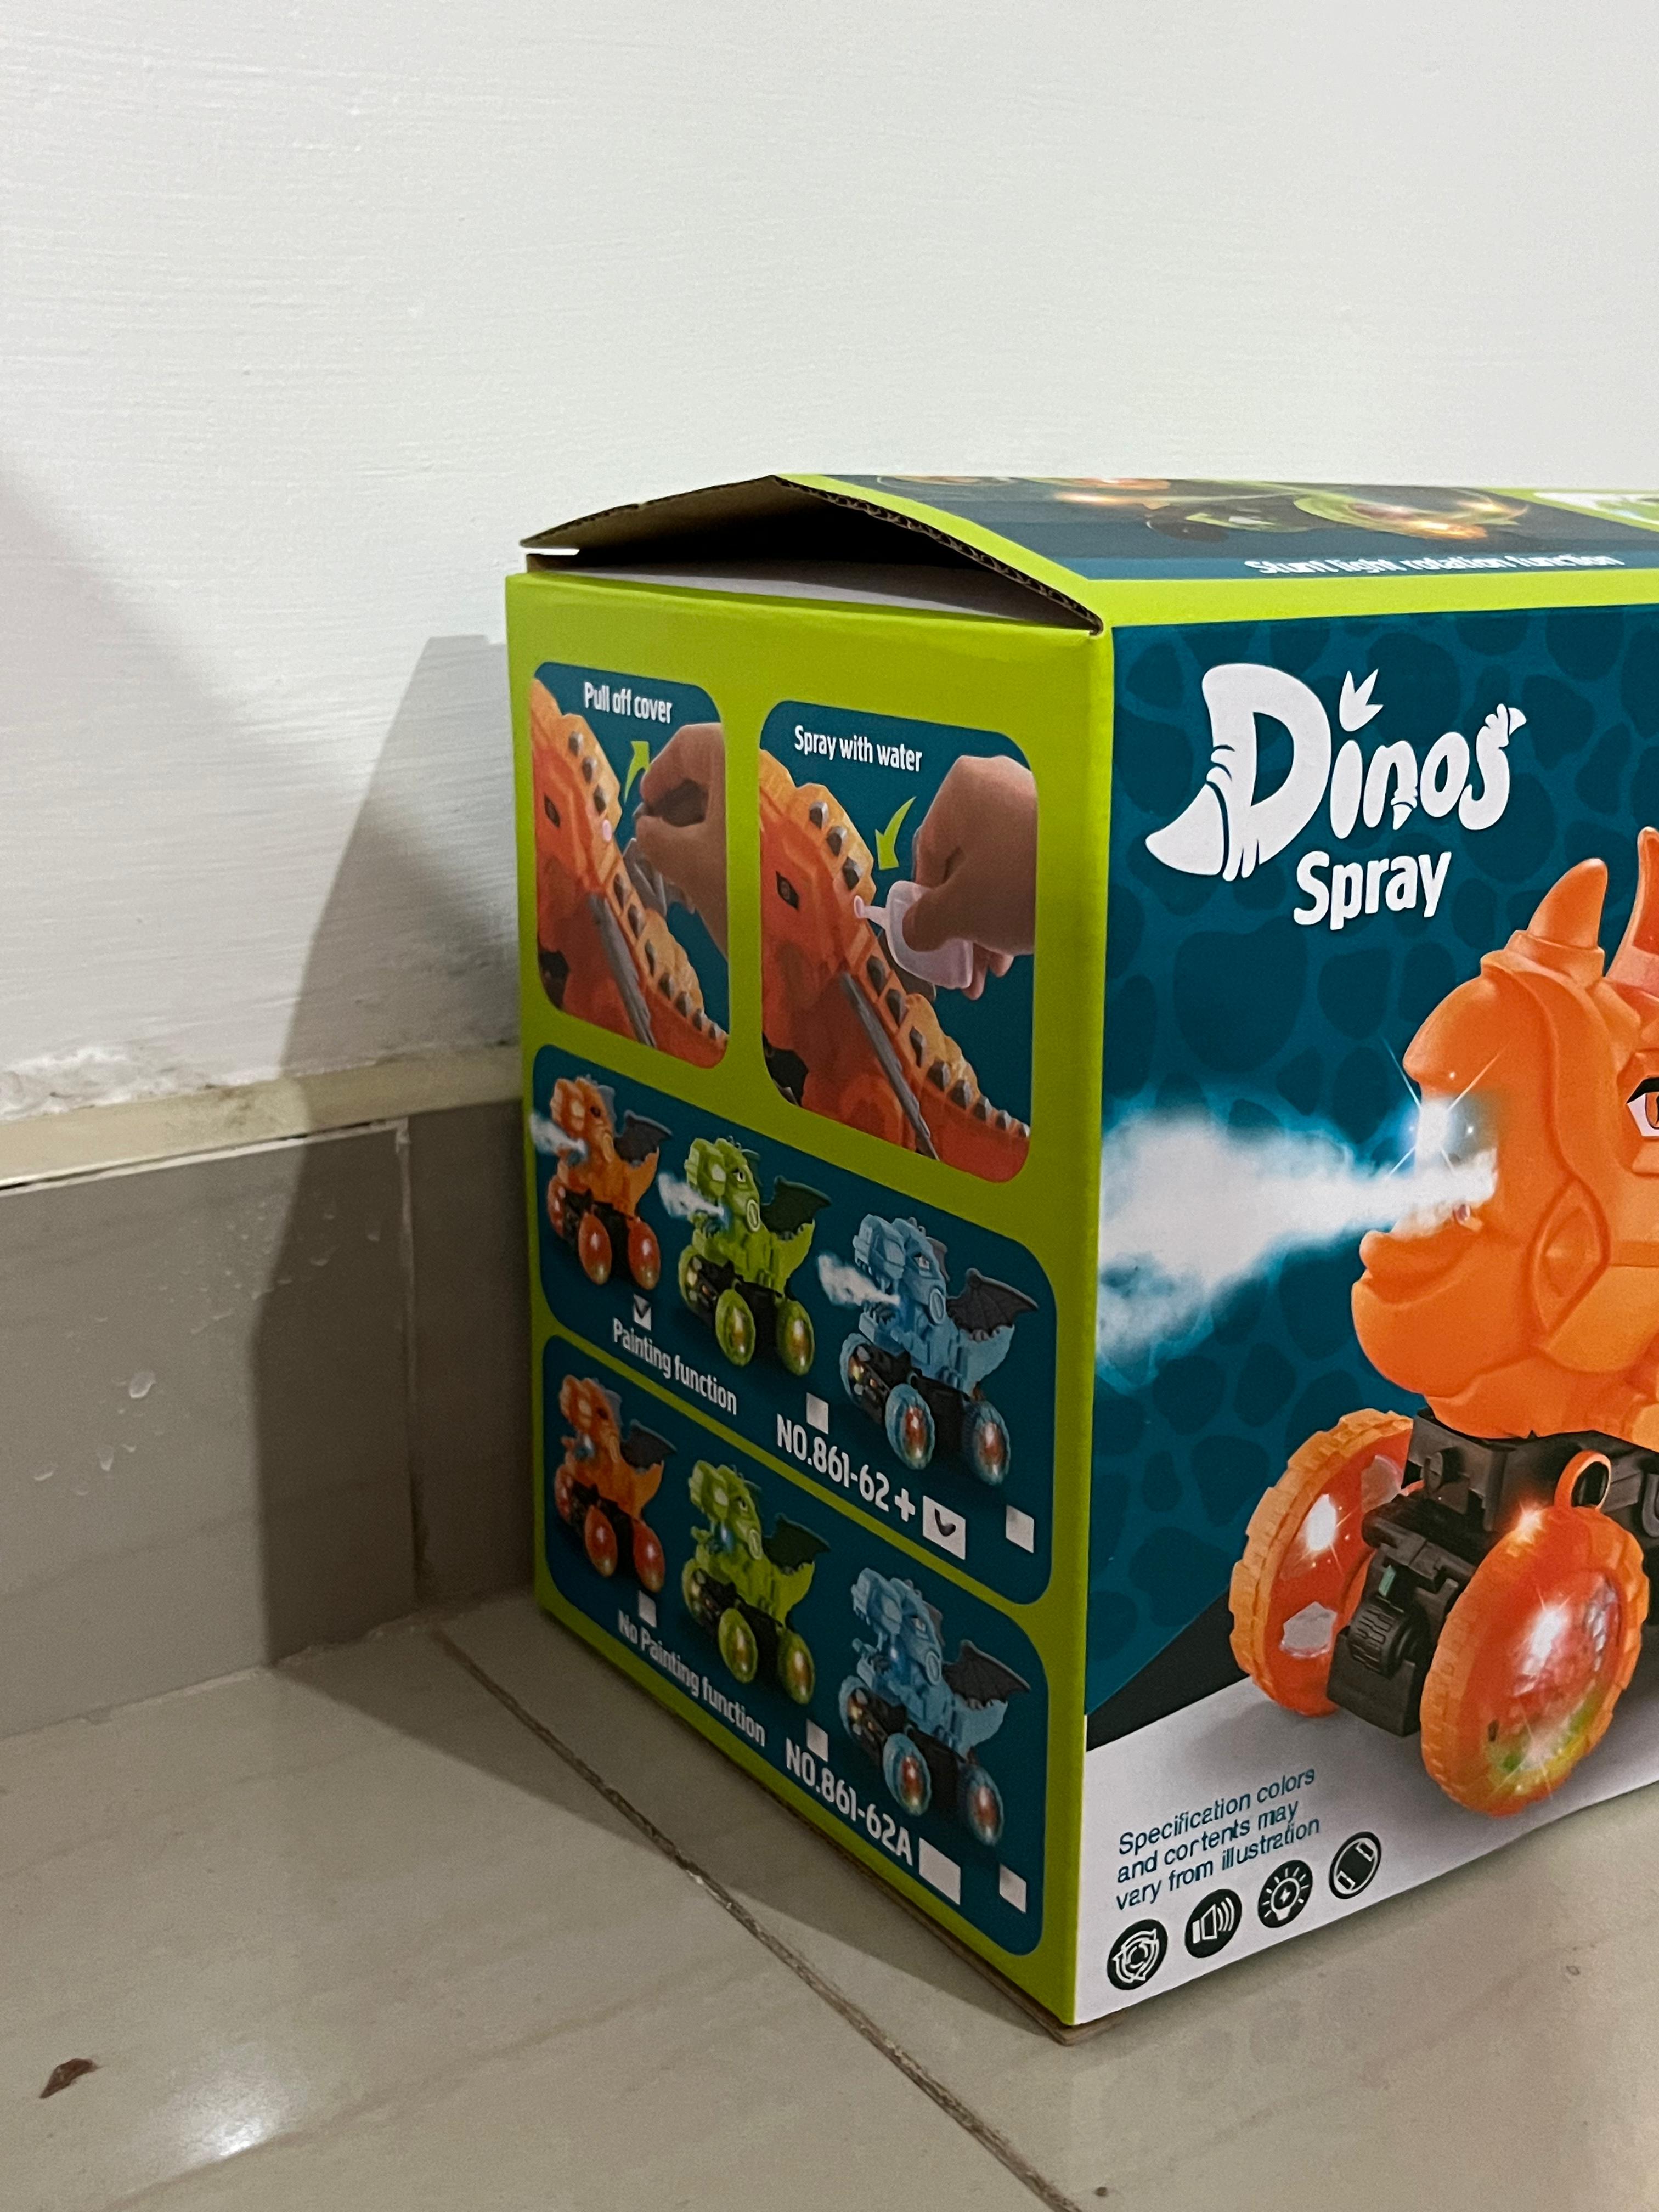 Stunt light rotation function
Pull off cover
Spray with water
Dinos
Spray
Painting function
NO.861-62+
No Painting function
NO.861-62A
Specification colors
and contents may
vary from illustration